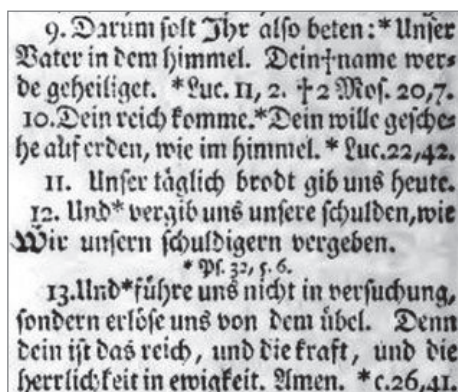 9. Darum solt Ihr also beten:* Unser
Vater in dem himmel. Dein†name wer=
de geheiliget. *Luc. 11, 2. †2 Mos. 20,7.
10.Dein reich komme.*Dein wille gesche=
he auf erden, wie im himmel. * Luc.22,42.
11. Unser täglich brodt gib uns heute.
12. Und* vergib uns unsere schulden,wie
Wir unsern schuldigern vergeben.
* Ps. 32, 5. 6.
13.Und*führe uns nicht in versuchung,
sondern erlöse uns von dem übel. Denn
dein ist das reich, und die kraft, und die
herrlichkeit in ewigkeit. Amen. *c.26,41.